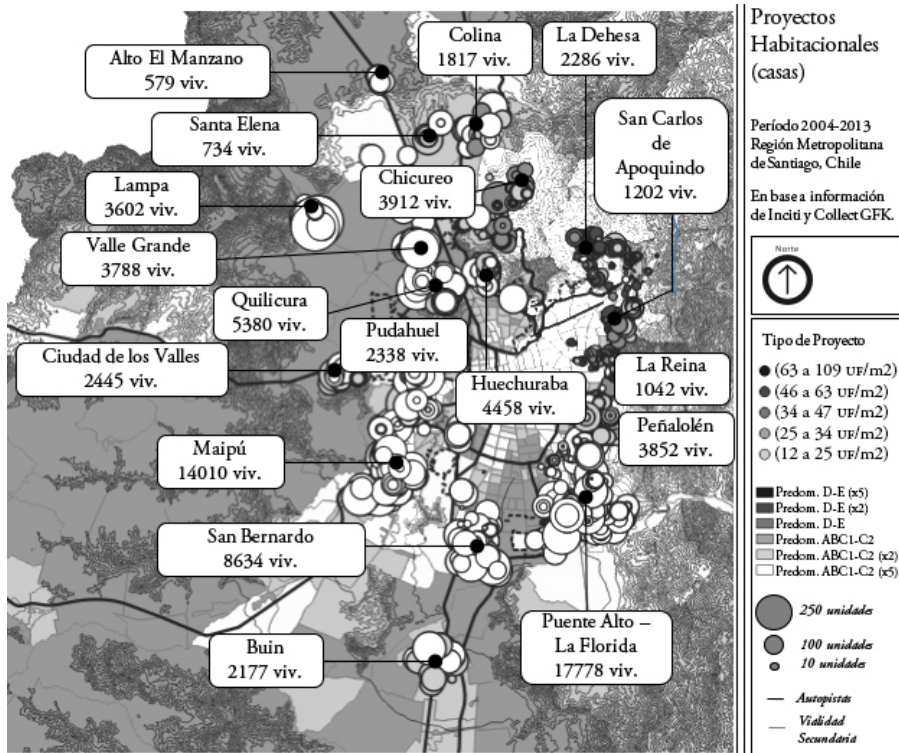 Colina
1817 viv.
La Dehesa
2286 viv.
Alto El Manzano
579 viv.
San Carlos
de
Apoquindo
1202 viv.
Santa Elena
734 viv.
Lampa
3602 viv.
Chicureo
3912 viv.
Valle Grande
3788 viv.
Quilicura
5380 viv.
Pudahuel
2338 viv.
Ciudad de los Valles
2445 viv.
Huechuraba
4458 viv.
La Reina
1042 viv.
Peñalolén
3852 viv.
Maipú
14010 viv.
San Bernardo
8634 viv.
Puente Alto –
La Florida
17778 viv.
Buin
2177 viv.
Proyectos
Habitacionales
(casas)
Período 2004-2013
Región Metropolitana
de Santiago, Chile
En base a información
de Inciti y Collect GFK.
Norte
Tipo de Proyecto
(63 a 109 UF/m2)
(46 a 63 UF/m2)
(34 a 47 UF/m2)
(25 a 34 UF/m2)
(12 a 25 UF/m2)
Predom. D-E (x5)
Predom. D-E (x2)
Predom. D-E
Predom. ABC1-C2
Predom. ABC1-C2 (x2)
Predom. ABC1-C2 (x5)
250 unidades
100 unidades
10 unidades
Autopistas
Vialidad
Secundaria